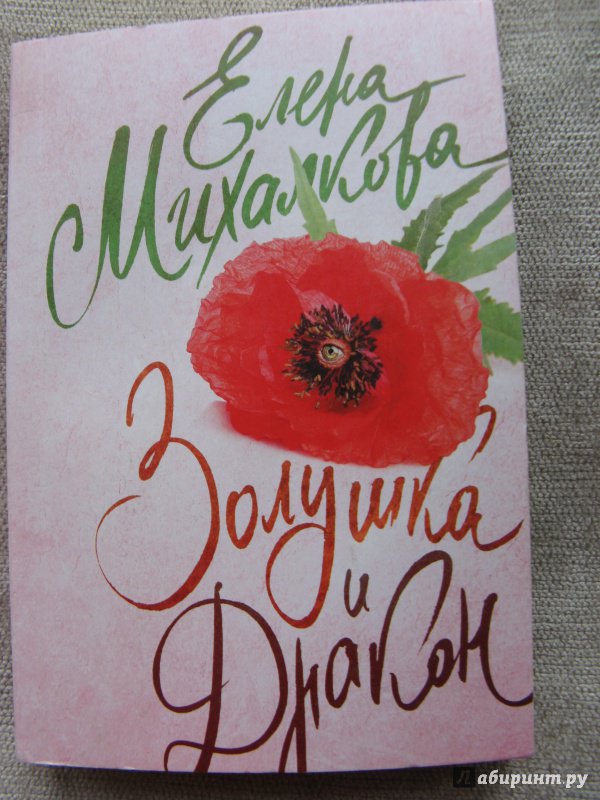 Елена
Михалкова
Золушка
и
Дракон
Лабиринт.ру